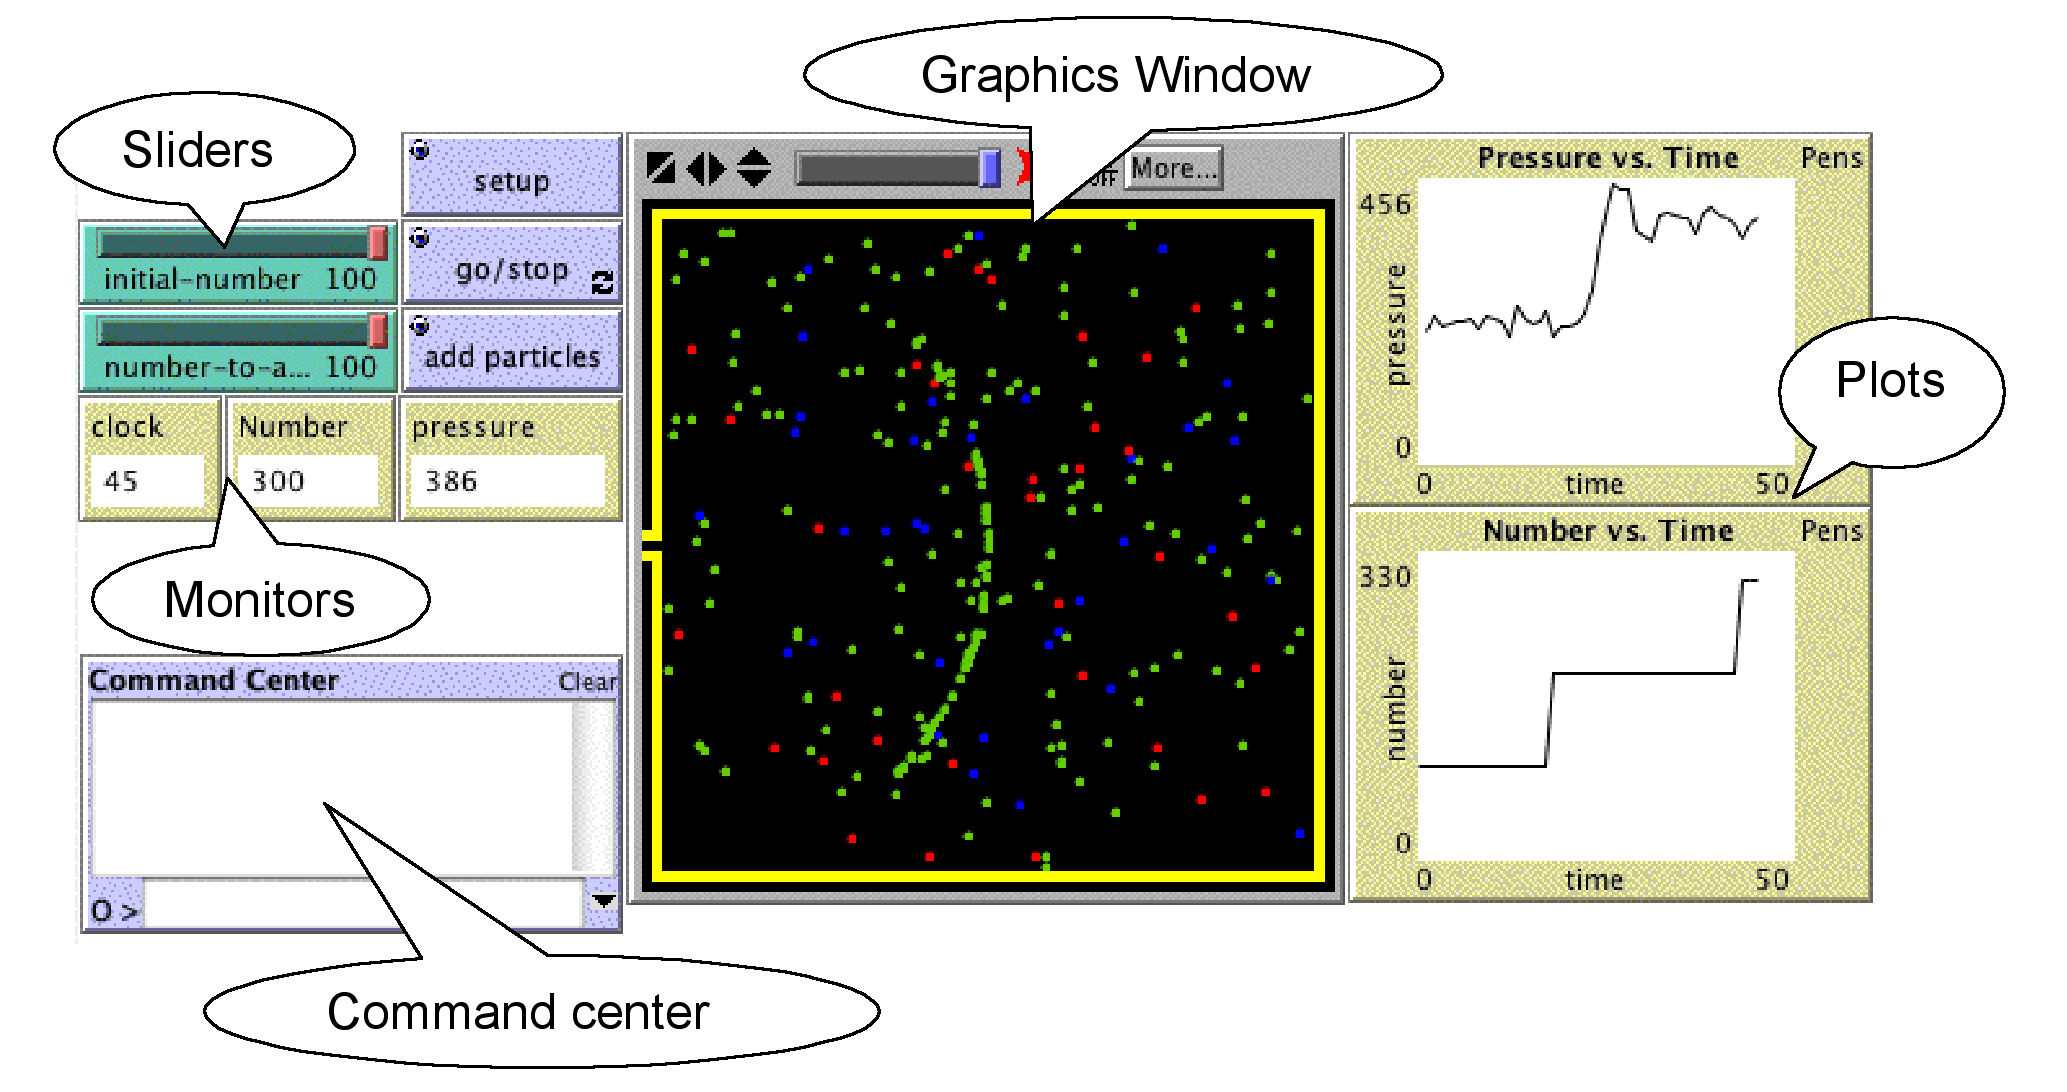 Graphics Window
Sliders
setup
More...
OFF
Pressure vs. Time Pens
456
pressure
0
0 time 50
initial-number 100
go/stop
number-to-a... 100
add particles
Plots
clock
45
Number
300
pressure
386
Number vs. Time Pens
330
number
0
0 time 50
Monitors
Command Center Clear
O >
Command center